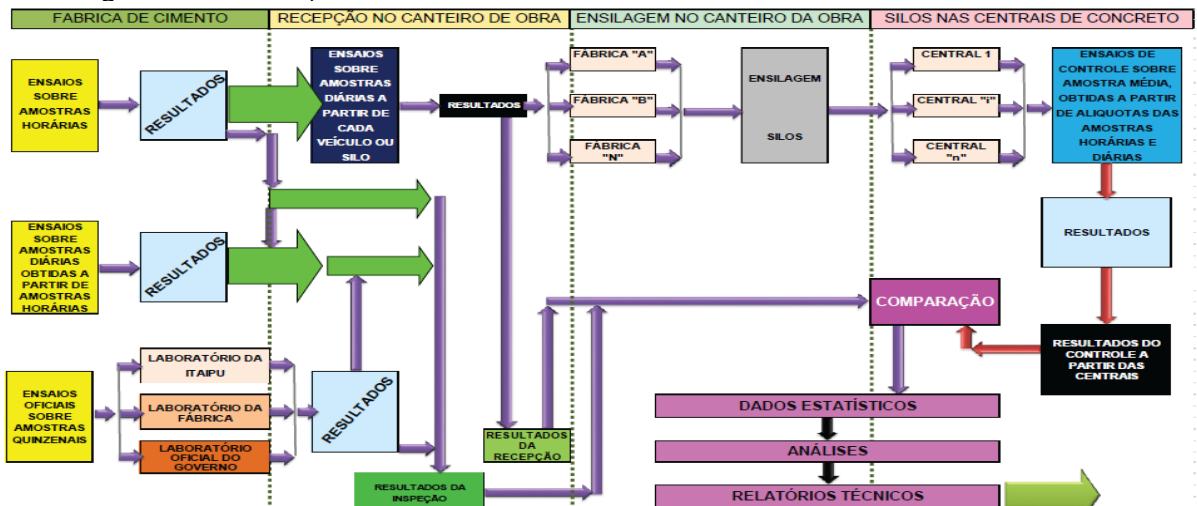 FABRICA DE CIMENTO
RECEPÇÃO NO CANTEIRO DE OBRA
ENSILAGEM NO CANTEIRO DA OBRA
SILOS NAS CENTRAIS DE CONCRETO
ENSAIOS
SOBRE
AMOSTRAS
HORÁRIAS
RESULTADOS
ENSAIOS
SOBRE
AMOSTRAS
DIÁRIAS A
PARTIR DE
CADA
VEÍCULO OU
SILO
RESULTADOS
FÁBRICA "A"
FÁBRICA "B"
FÁBRICA
"N"
ENSILAGEM
SILOS
CENTRAL 1
CENTRAL "i"
CENTRAL "n"
ENSAIOS DE
CONTROLE SOBRE
AMOSTRA MÉDIA,
OBTIDAS A PARTIR
DE ALIQUOTAS DAS
AMOSTRAS
HORÁRIAS E
DIÁRIAS
ENSAIOS
SOBRE
AMOSTRAS
DIÁRIAS
OBTIDAS A
PARTIR DE
AMOSTRAS
HORÁRIAS
RESULTADOS
RESULTADOS
COMPARAÇÃO
RESULTADOS DO
CONTROLE A
PARTIR DAS
CENTRAIS
ENSAIOS
OFICIAIS
SOBRE
AMOSTRAS
QUINZENAIS
LABORATÓRIO DA
ITAIPU
LABORATÓRIO DA
FÁBRICA
LABORATÓRIO
OFICIAL DO
GOVERNO
RESULTADOS
RESULTADOS
DA
RECEPÇÃO
RESULTADOS DA
INSPEÇÃO
DADOS ESTATÍSTICOS
ANÁLISES
RELATÓRIOS TÉCNICOS